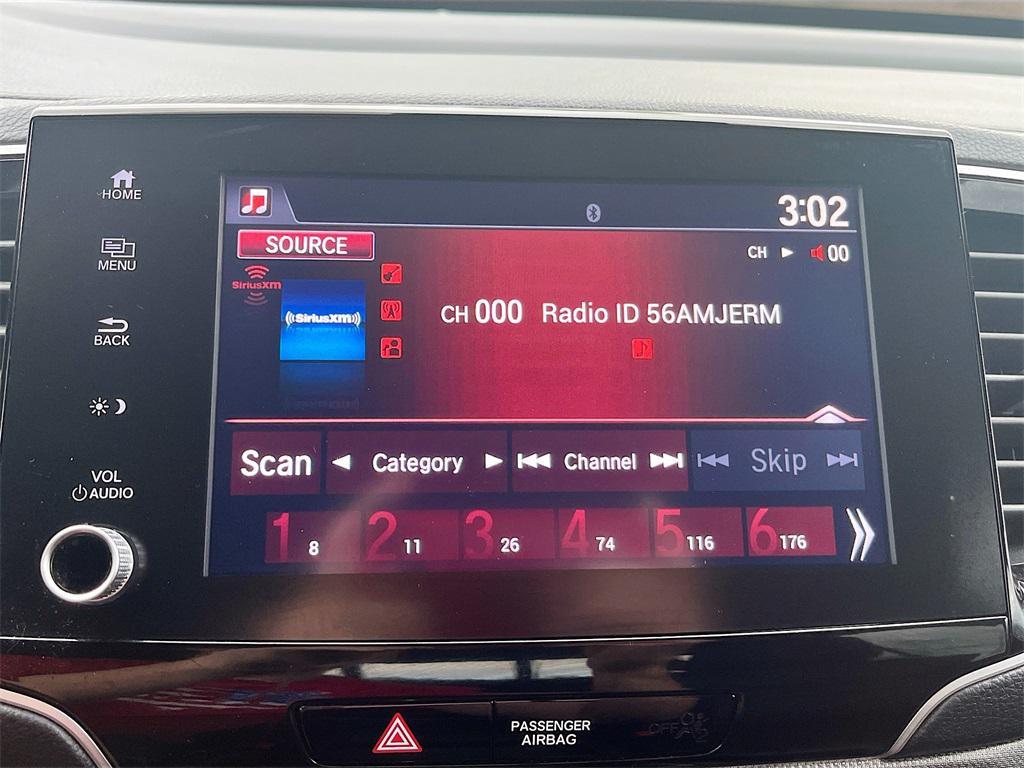 HOME
MENU
BACK
VOL
AUDIO
3:02
SOURCE
CH 00
SiriusXM
((SiriusXM))
CH 000 Radio ID 56AMJERM
Scan Category Channel Skip
1 8 2 11 3 26 4 74 5 116 6 176
PASSENGER
AIRBAG
OFF